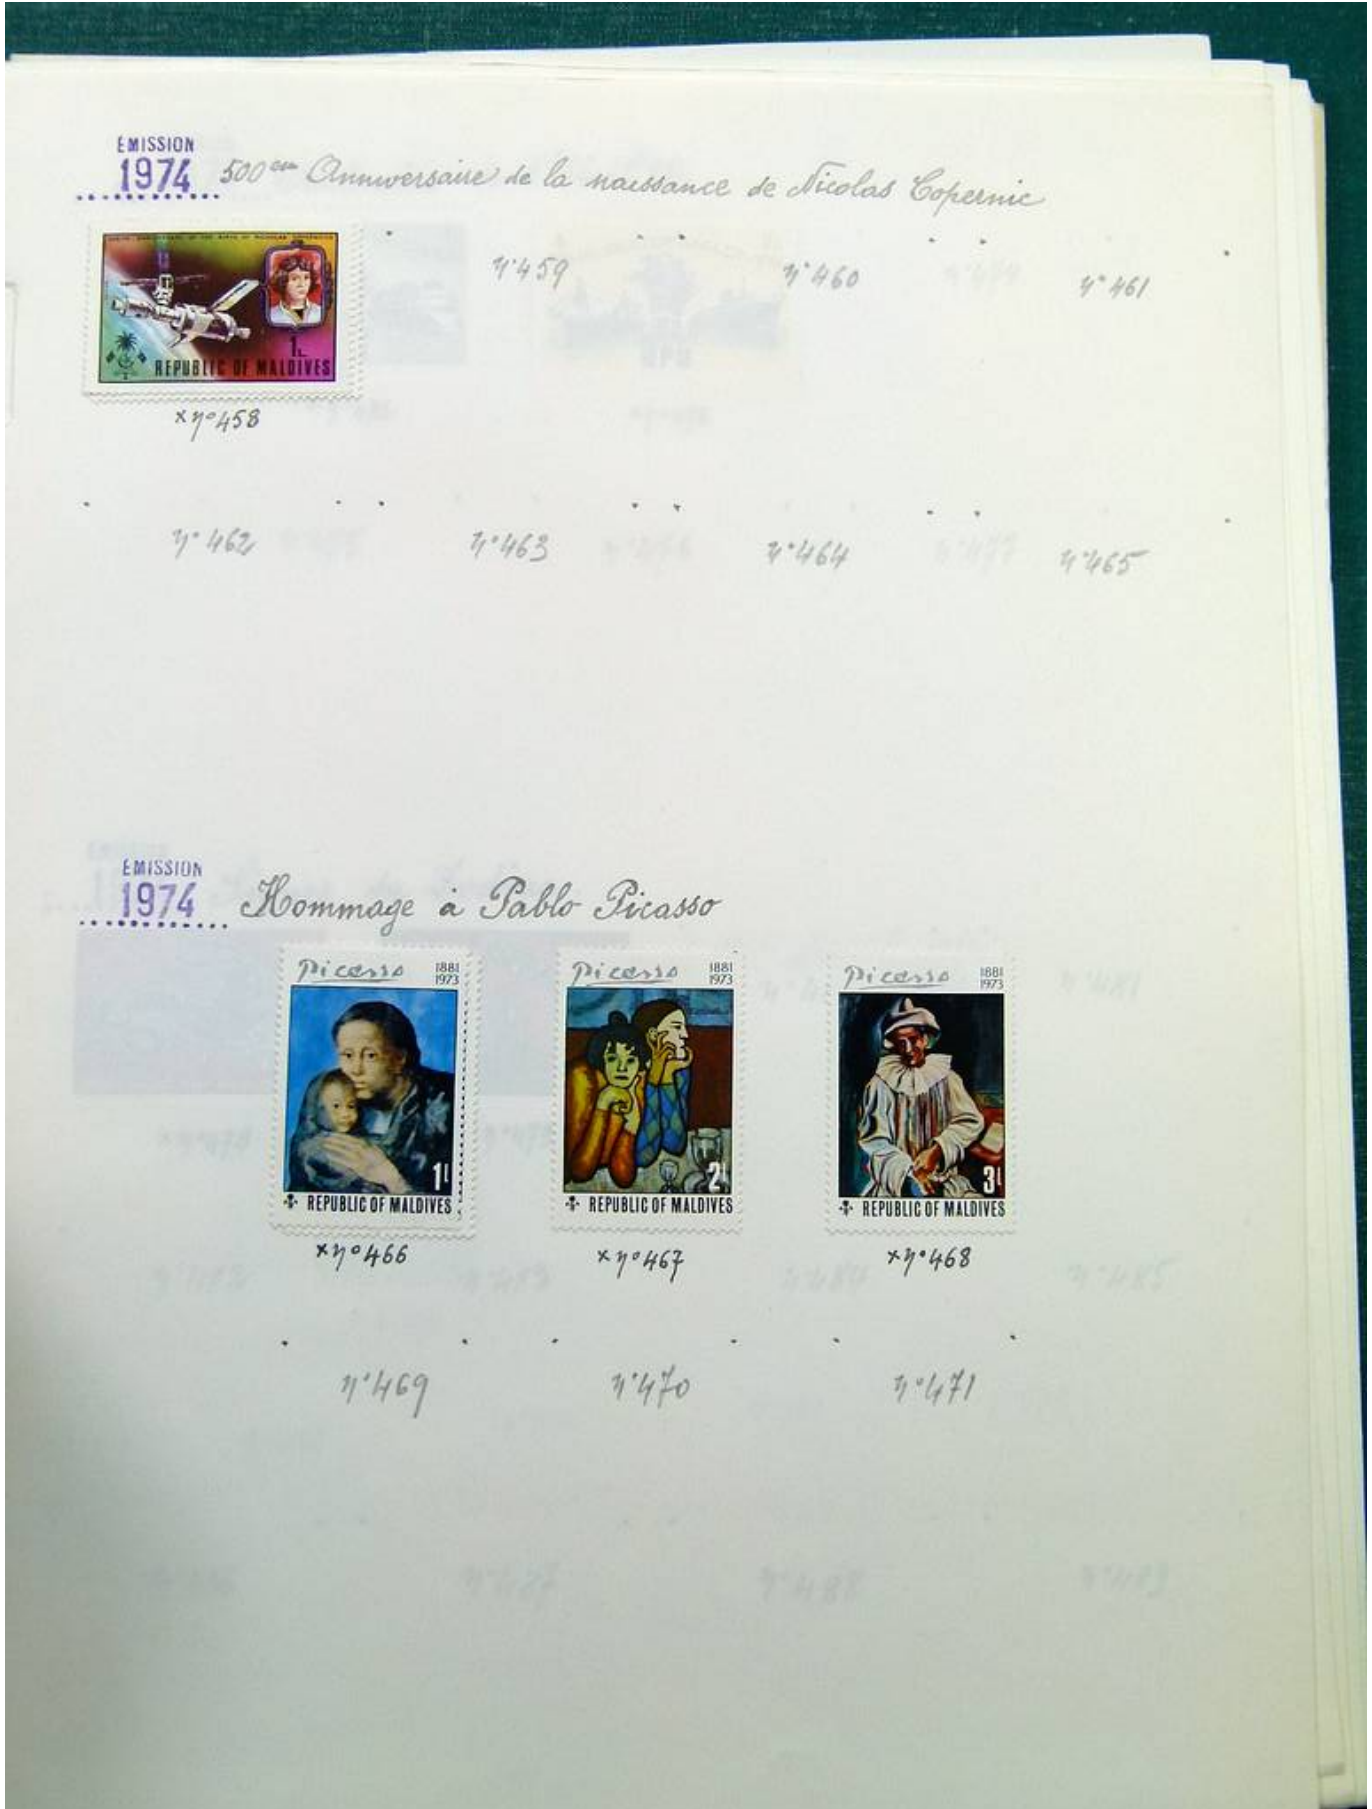 ÉMISSION
1974 500em Anniversaire de la naissance de Nicolas Copernic
1L
REPUBLIC OF MALDIVES
n°459
n°460
n°461
x n°458
n°462
n°463
n°464
n°465
ÉMISSION
1974 Hommage à Pablo Picasso
Picasso 1881
1973
1l
REPUBLIC OF MALDIVES
Picasso 1881
1973
2l
REPUBLIC OF MALDIVES
Picasso 1881
1973
3l
REPUBLIC OF MALDIVES
x n°466
x n°467
x n°468
n°469
n°470
n°471